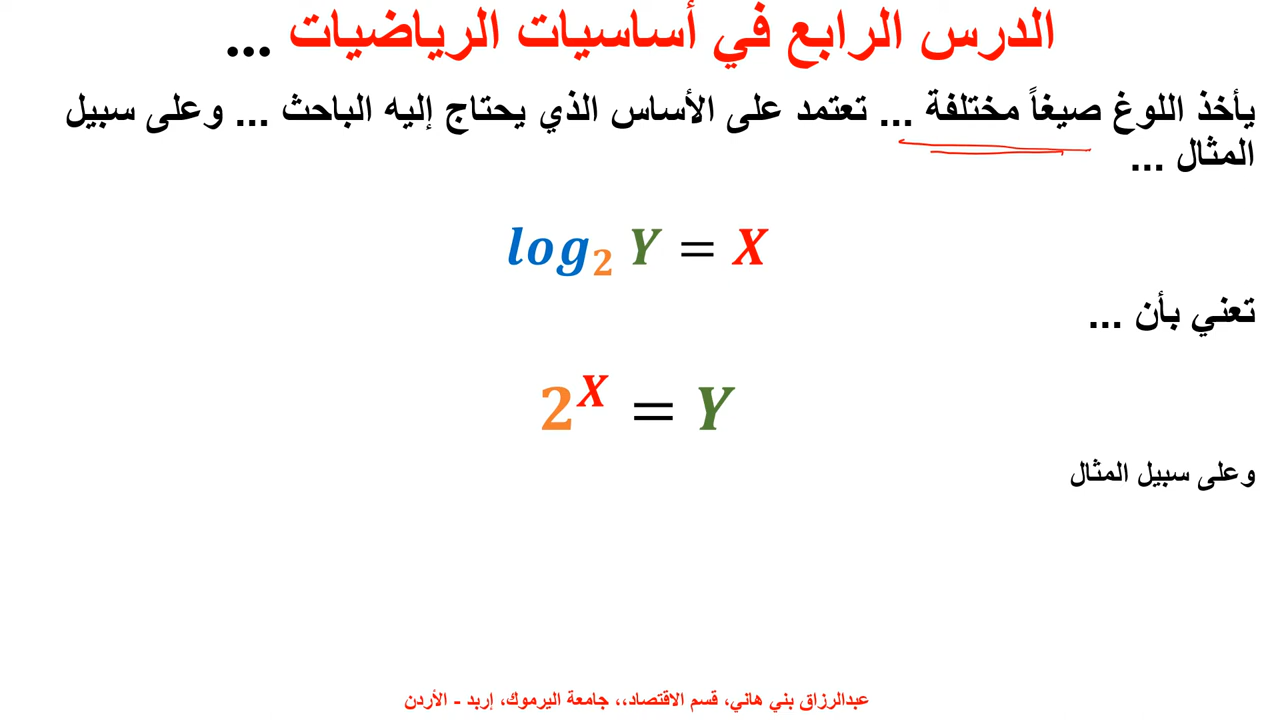 الدرس الرابع في أساسيات الرياضيات ...
يأخذ اللوغ صيغاً مختلفة ... تعتمد على الأساس الذي يحتاج إليه الباحث ... وعلى سبيل
المثال ...
log₂ Y = X
تعني بأن ...
2^X = Y
وعلى سبيل المثال
عبدالرزاق بني هاني، قسم الاقتصاد،، جامعة اليرموك، إربد - الأردن